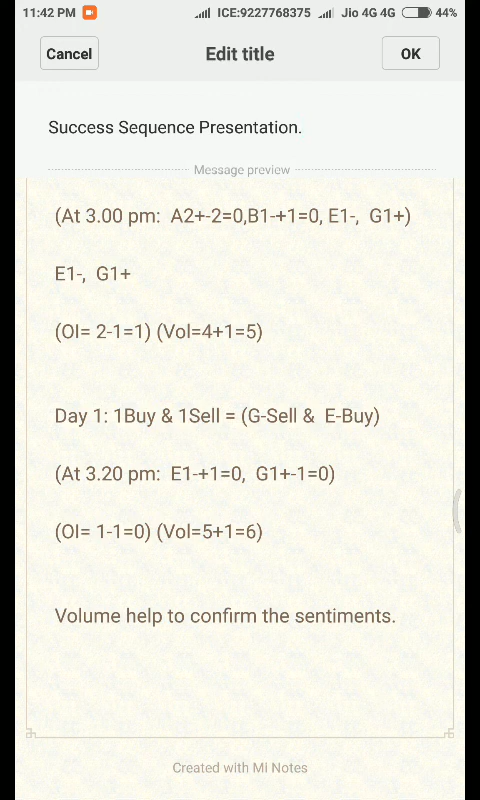 11:42 PM ICE:9227768375 Jio 4G 4G 44%
Cancel Edit title OK
Success Sequence Presentation.
Message preview
(At 3.00 pm:  A2+-2=0,B1-+1=0, E1-,  G1+)
E1-,  G1+
(OI= 2-1=1) (Vol=4+1=5)
Day 1: 1Buy & 1Sell = (G-Sell &  E-Buy)
(At 3.20 pm:  E1-+1=0,  G1+-1=0)
(OI= 1-1=0) (Vol=5+1=6)
Volume help to confirm the sentiments.
Created with MI Notes